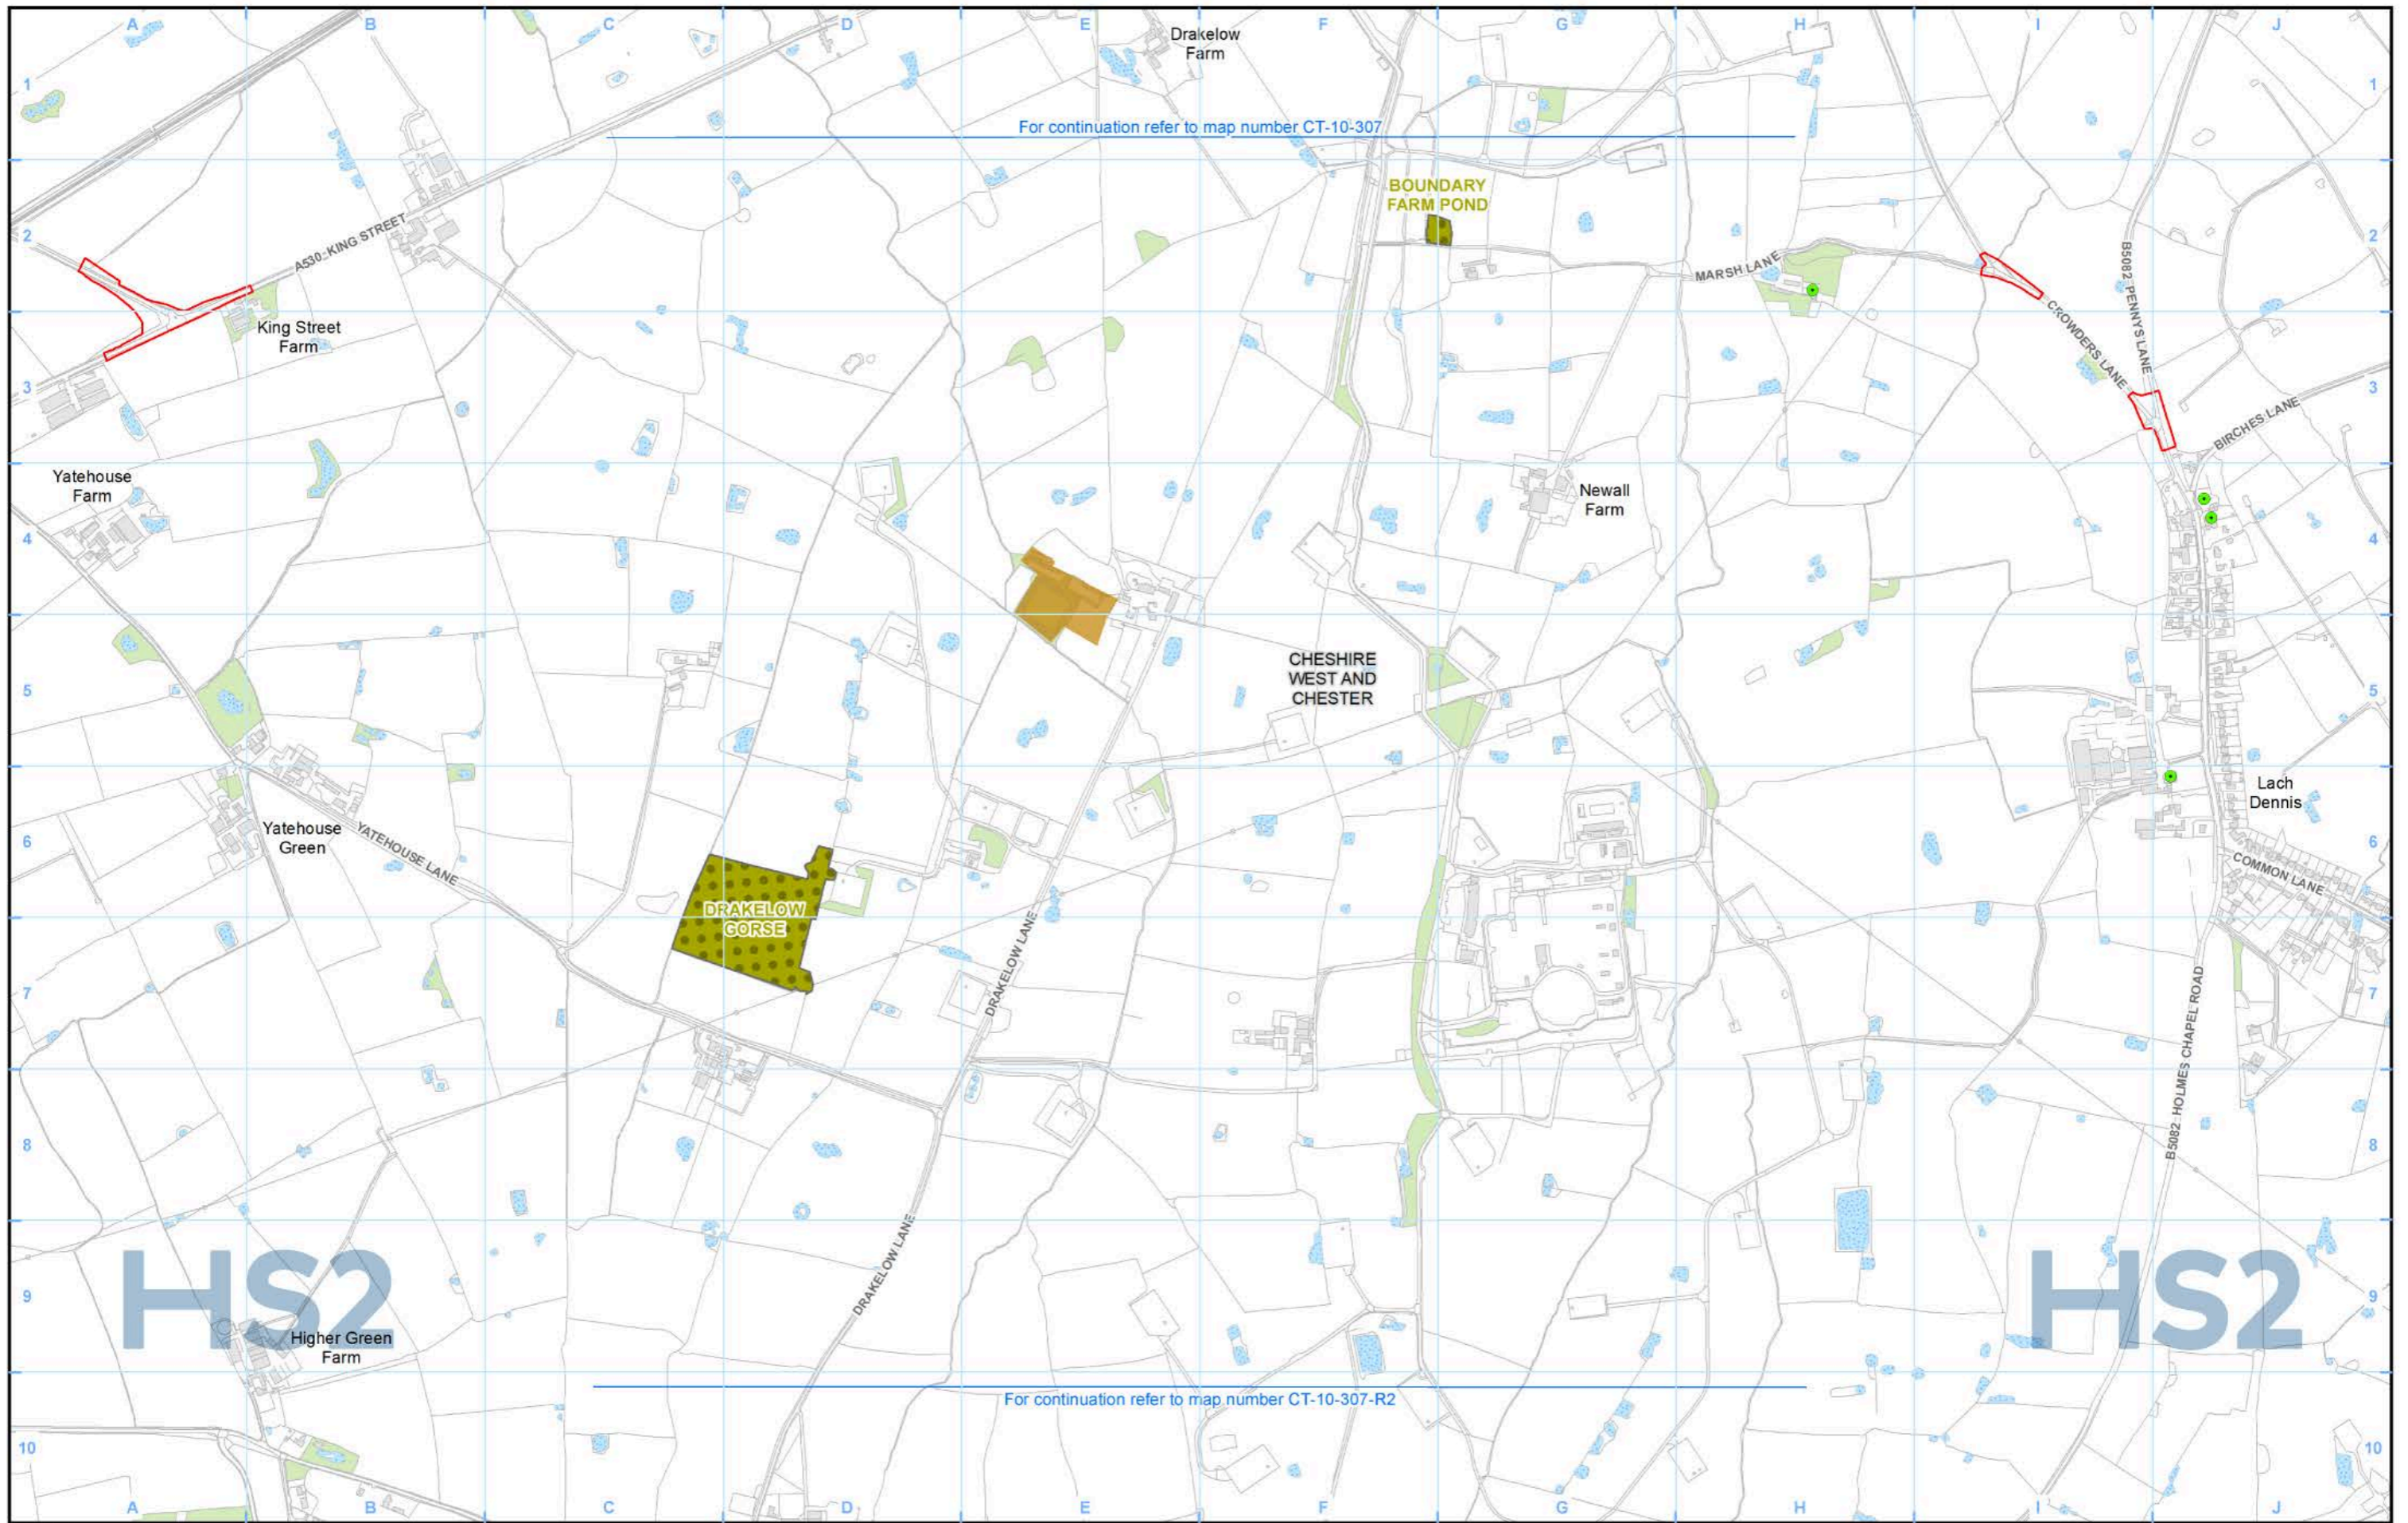 A B C D E F G H I J
Drakelow
Farm
1 1
For continuation refer to map number CT-10-307
BOUNDARY
FARM POND
2 2
A530: KING STREET
MARSH LANE
B5082: PENNYS LANE
CROWDERS LANE
King Street
Farm
3 3
BIRCHES LANE
Yatehouse
Farm
Newall
Farm
4 4
CHESHIRE
WEST AND
CHESTER
5 5
Lach
Dennis
Yatehouse
Green
YATEHOUSE LANE
6 6
COMMON LANE
DRAKELOW
GORSE
DRAKELOW LANE
7 7
B5082: HOLMES CHAPEL ROAD
8 8
DRAKELOW LANE
HS2 HS2
9 9
Higher Green
Farm
For continuation refer to map number CT-10-307-R2
10 10
A B C D E F G H I J